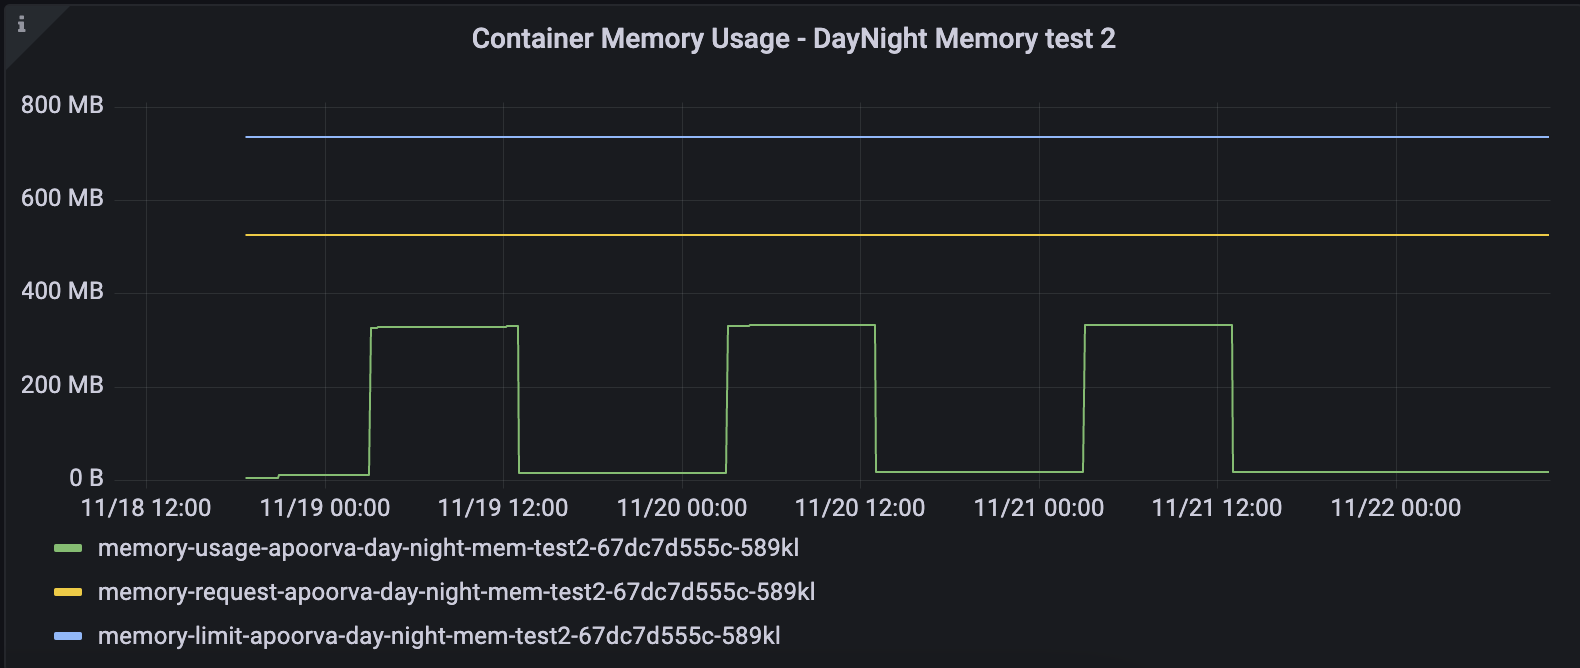 i
Container Memory Usage - DayNight Memory test 2
800 MB
600 MB
400 MB
200 MB
0 B
11/18 12:00 11/19 00:00 11/19 12:00 11/20 00:00 11/20 12:00 11/21 00:00 11/21 12:00 11/22 00:00
memory-usage-apoorva-day-night-mem-test2-67dc7d555c-589kl
memory-request-apoorva-day-night-mem-test2-67dc7d555c-589kl
memory-limit-apoorva-day-night-mem-test2-67dc7d555c-589kl